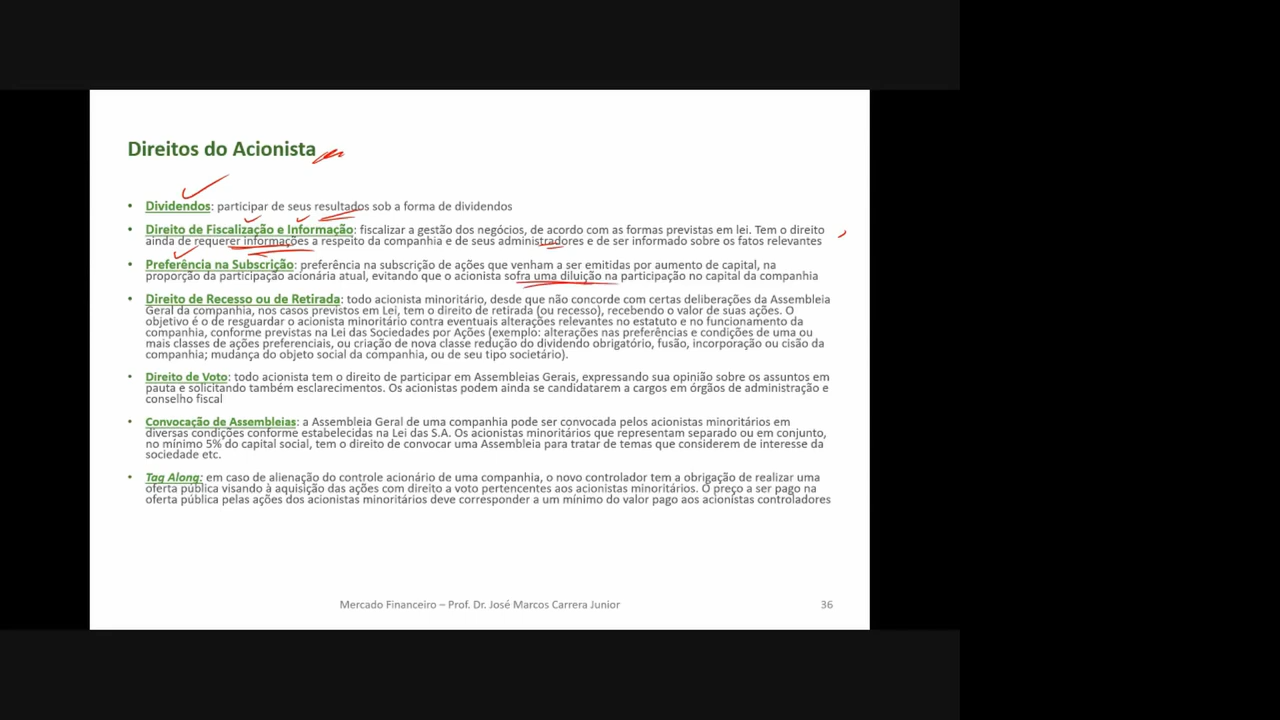 Direitos do Acionista
• Dividendos: participar de seus resultados sob a forma de dividendos
• Direito de Fiscalização e Informação: fiscalizar a gestão dos negócios, de acordo com as formas previstas em lei. Tem o direito
ainda de requerer informações a respeito da companhia e de seus administradores e de ser informado sobre os fatos relevantes
• Preferência na Subscrição: preferência na subscrição de ações que venham a ser emitidas por aumento de capital, na
proporção da participação acionária atual, evitando que o acionista sofra uma diluição na participação no capital da companhia
• Direito de Recesso ou de Retirada: todo acionista minoritário, desde que não concorde com certas deliberações da Assembleia
Geral da companhia, nos casos previstos em Lei, tem o direito de retirada (ou recesso), recebendo o valor de suas ações. O
objetivo é o de resguardar o acionista minoritário contra eventuais alterações relevantes no estatuto e no funcionamento da
companhia, conforme previstas na Lei das Sociedades por Ações (exemplo: alterações nas preferências e condições de uma ou
mais classes de ações preferenciais, ou criação de nova classe redução do dividendo obrigatório, fusão, incorporação ou cisão da
companhia; mudança do objeto social da companhia, ou de seu tipo societário).
• Direito de Voto: todo acionista tem o direito de participar em Assembleias Gerais, expressando sua opinião sobre os assuntos em
pauta e solicitando também esclarecimentos. Os acionistas podem ainda se candidatarem a cargos em órgãos de administração e
conselho fiscal
• Convocação de Assembleias: a Assembleia Geral de uma companhia pode ser convocada pelos acionistas minoritários em
diversas condições conforme estabelecidas na Lei das S.A. Os acionistas minoritários que representam separado ou em conjunto,
no mínimo 5% do capital social, tem o direito de convocar uma Assembleia para tratar de temas que considerem de interesse da
sociedade etc.
• Tag Along: em caso de alienação do controle acionário de uma companhia, o novo controlador tem a obrigação de realizar uma
oferta pública visando à aquisição das ações com direito a voto pertencentes aos acionistas minoritários. O preço a ser pago na
oferta pública pelas ações dos acionistas minoritários deve corresponder a um mínimo do valor pago aos acionistas controladores
Mercado Financeiro – Prof. Dr. José Marcos Carrera Junior
36